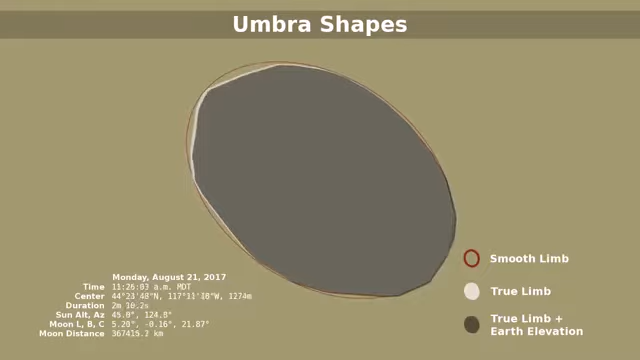 Umbra Shapes
Smooth Limb
True Limb
True Limb +
Earth Elevation
Monday, August 21, 2017
Time 11:26:03 a.m. MDT
Center 44°23'48"N, 117°11'18"W, 1274m
Duration 2m 10.2s
Sun Alt, Az 45.0°, 124.8°
Moon L, B, C 5.20°, -0.16°, 21.87°
Moon Distance 367415.2 km